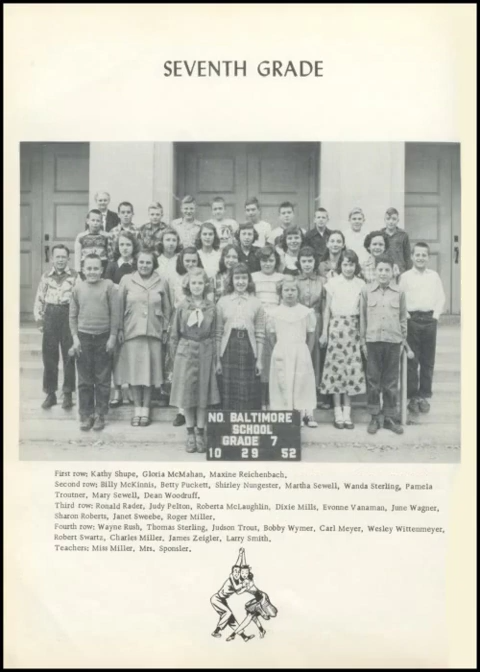 SEVENTH GRADE
NO. BALTIMORE
SCHOOL
GRADE 7
10 29 52
First row: Kathy Shupe, Gloria McMahan, Maxine Reichenbach.
Second row: Billy McKinnis, Betty Puckett, Shirley Nungester, Martha Sewell, Wanda Sterling, Pamela
Troutner, Mary Sewell, Dean Woodruff.
Third row: Ronald Rader, Judy Pelton, Roberta McLaughlin, Dixie Mills, Evonne Vanaman, June Wagner,
Sharon Roberts, Janet Sweebe, Roger Miller.
Fourth row: Wayne Rush, Thomas Sterling, Judson Trout, Bobby Wymer, Carl Meyer, Wesley Wittenmeyer,
Robert Swartz, Charles Miller, James Zeigler, Larry Smith.
Teachers: Miss Miller, Mrs. Sponsler.